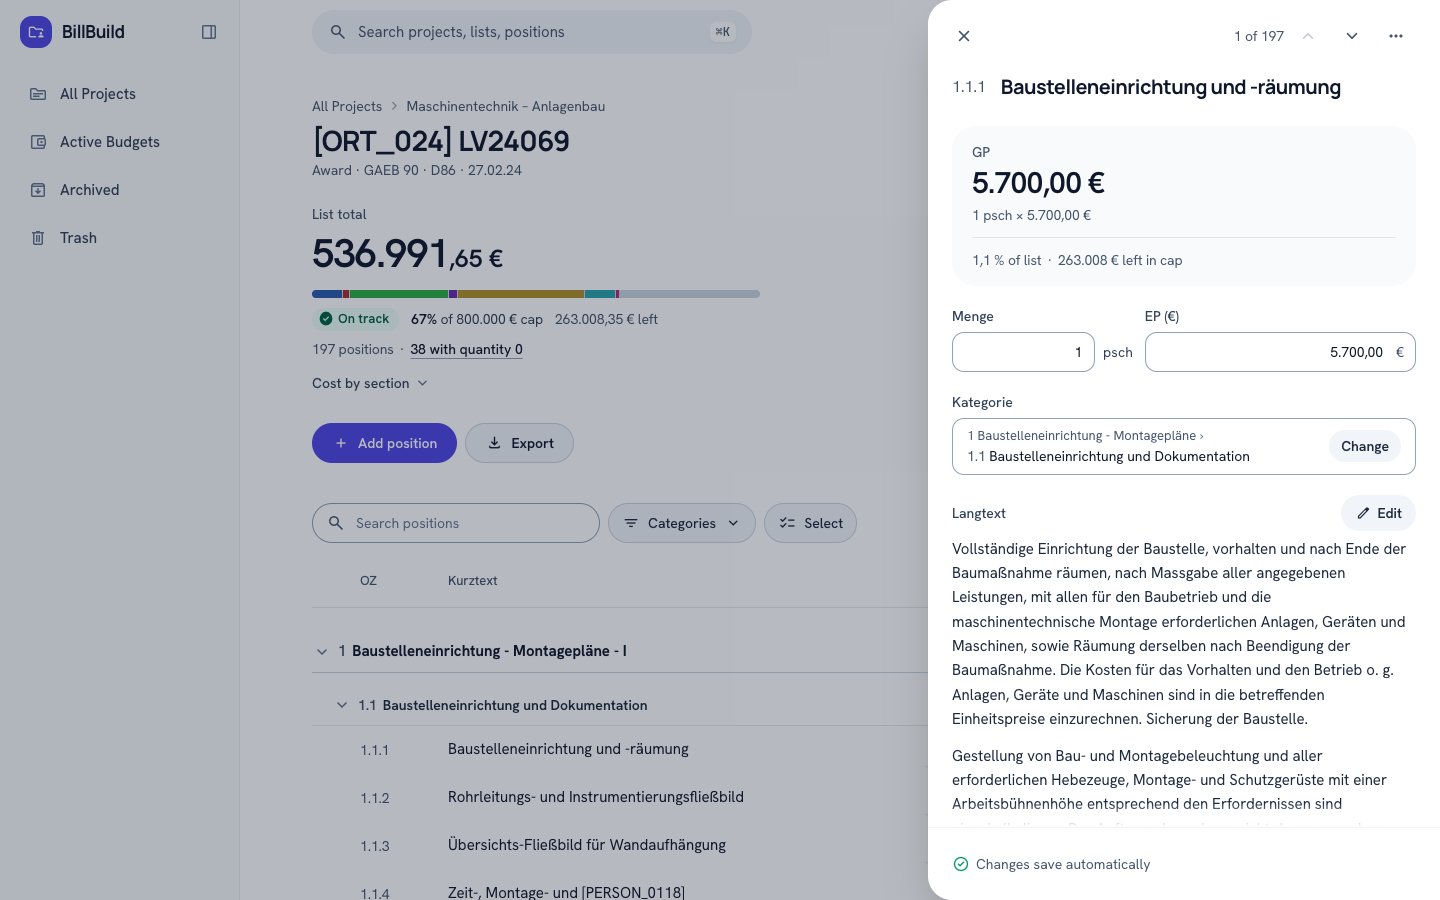 BillBuild
All Projects
Active Budgets
Archived
Trash
Search projects, lists, positions
⌘K
All Projects > Maschinentechnik – Anlagenbau
[ORT_024] LV24069
Award · GAEB 90 · D86 · 27.02.24
List total
536.991,65 €
On track 67% of 800.000 € cap 263.008,35 € left
197 positions · 38 with quantity 0
Cost by section
+ Add position
Export
Search positions
Categories
Select
OZ Kurztext
1 Baustelleneinrichtung - Montagepläne - I
1.1 Baustelleneinrichtung und Dokumentation
1.1.1 Baustelleneinrichtung und -räumung
1.1.2 Rohrleitungs- und Instrumentierungsfließbild
1.1.3 Übersichts-Fließbild für Wandaufhängung
1.1.4 Zeit-, Montage- und [PERSON_0118]
1 of 197
1.1.1 Baustelleneinrichtung und -räumung
GP
5.700,00 €
1 psch × 5.700,00 €
1,1 % of list · 263.008 € left in cap
Menge EP (€)
1 psch 5.700,00 €
Kategorie
1 Baustelleneinrichtung - Montagepläne ›
1.1 Baustelleneinrichtung und Dokumentation
Change
Langtext
Edit
Vollständige Einrichtung der Baustelle, vorhalten und nach Ende der
Baumaßnahme räumen, nach Massgabe aller angegebenen
Leistungen, mit allen für den Baubetrieb und die
maschinentechnische Montage erforderlichen Anlagen, Geräten und
Maschinen, sowie Räumung derselben nach Beendigung der
Baumaßnahme. Die Kosten für das Vorhalten und den Betrieb o. g.
Anlagen, Geräte und Maschinen sind in die betreffenden
Einheitspreise einzurechnen. Sicherung der Baustelle.
Gestellung von Bau- und Montagebeleuchtung und aller
erforderlichen Hebezeuge, Montage- und Schutzgerüste mit einer
Arbeitsbühnenhöhe entsprechend den Erfordernissen sind
Changes save automatically